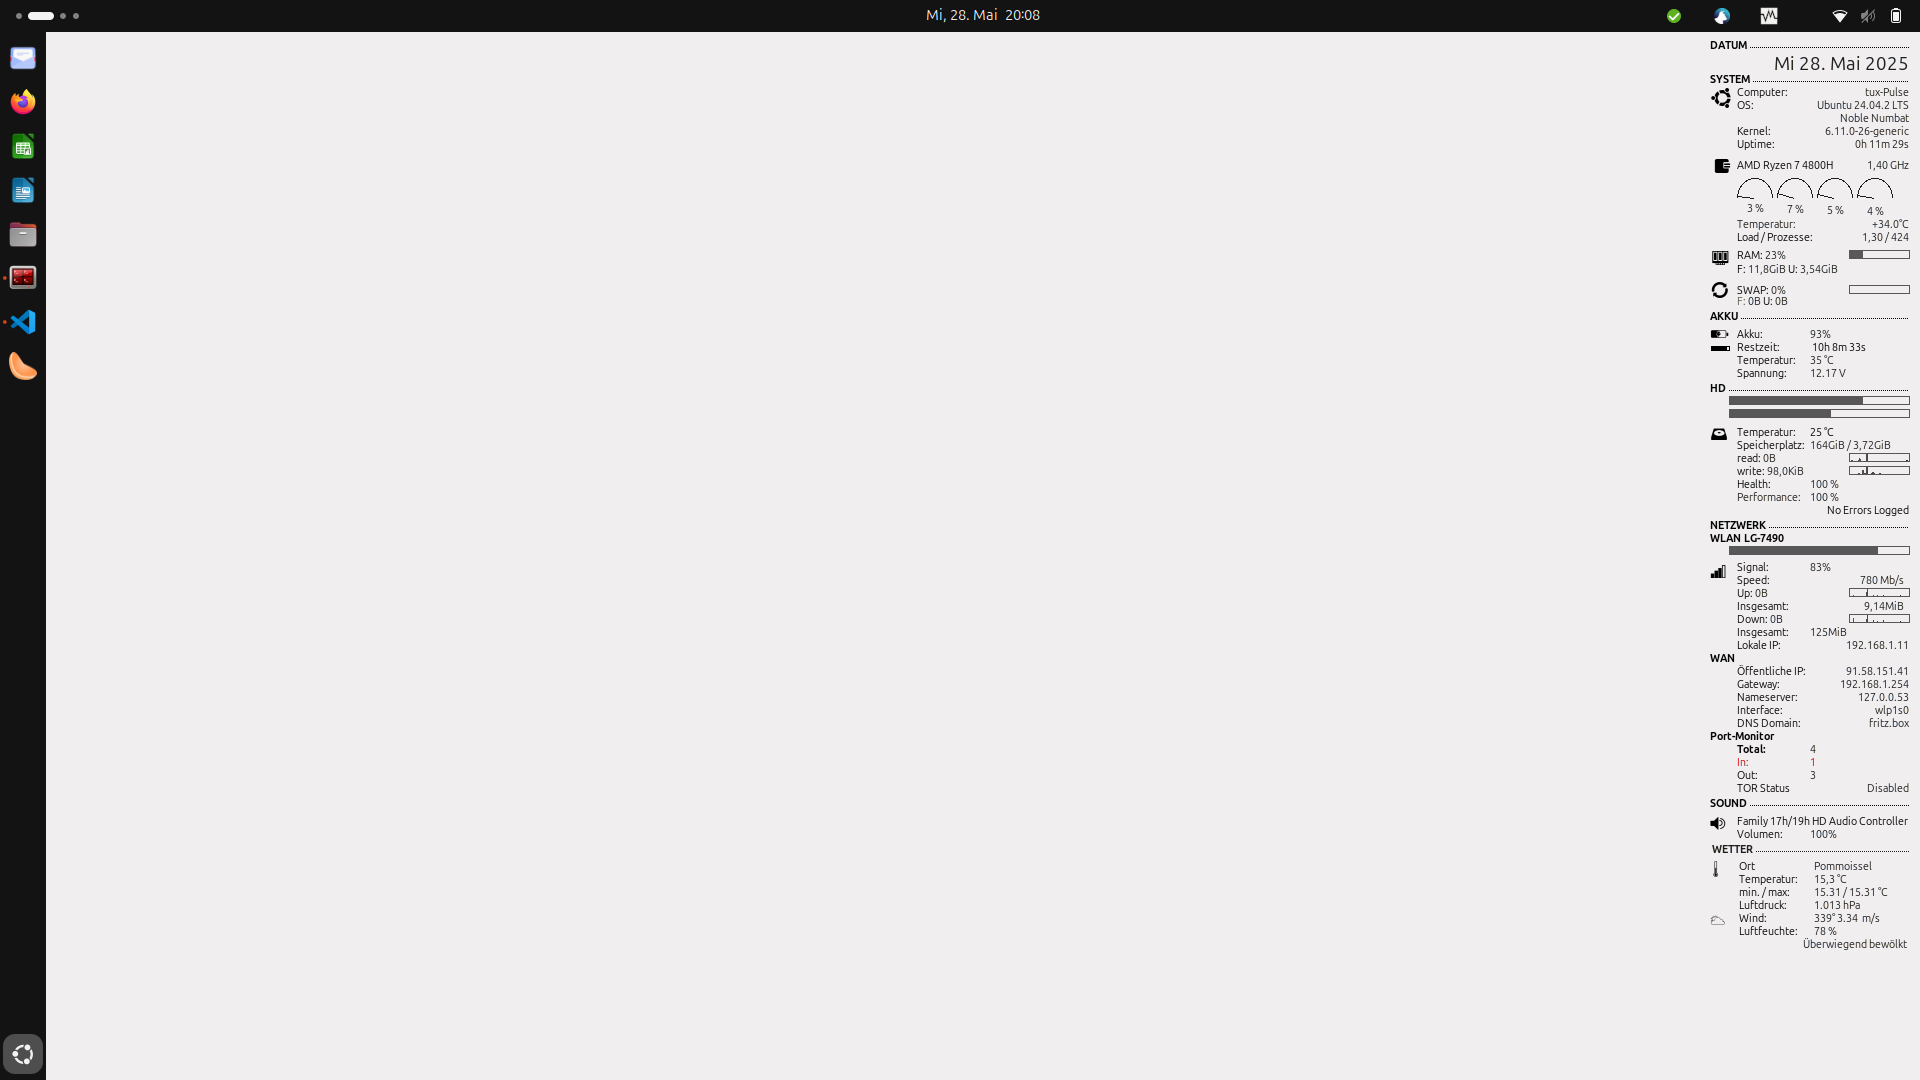 Mi, 28. Mai 20:08
DATUM
Mi 28. Mai 2025
SYSTEM
Computer: tux-Pulse
OS: Ubuntu 24.04.2 LTS
Noble Numbat
Kernel: 6.11.0-26-generic
Uptime: 0h 11m 29s
AMD Ryzen 7 4800H 1,40 GHz
3 % 7 % 5 % 4 %
Temperatur: +34.0°C
Load / Prozesse: 1,30 / 424
RAM: 23%
F: 11,8GiB U: 3,54GiB
SWAP: 0%
F: 0B U: 0B
AKKU
Akku: 93%
Restzeit: 10h 8m 33s
Temperatur: 35 °C
Spannung: 12.17 V
HD
Temperatur: 25 °C
Speicherplatz: 164GiB / 3,72GiB
read: 0B
write: 98,0KiB
Health: 100 %
Performance: 100 %
No Errors Logged
NETZWERK
WLAN LG-7490
Signal: 83%
Speed: 780 Mb/s
Up: 0B
Insgesamt: 9,14MiB
Down: 0B
Insgesamt: 125MiB
Lokale IP: 192.168.1.11
WAN
Öffentliche IP: 91.58.151.41
Gateway: 192.168.1.254
Nameserver: 127.0.0.53
Interface: wlp1s0
DNS Domain: fritz.box
Port-Monitor
Total: 4
In: 1
Out: 3
TOR Status Disabled
SOUND
Family 17h/19h HD Audio Controller
Volumen: 100%
WETTER
Ort Pommoissel
Temperatur: 15,3 °C
min. / max: 15.31 / 15.31 °C
Luftdruck: 1.013 hPa
Wind: 339° 3.34 m/s
Luftfeuchte: 78 %
Überwiegend bewölkt